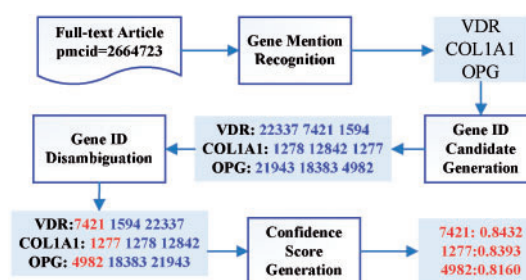 Full-text Article
pmcid=2664723
Gene Mention
Recognition
VDR
COL1A1
OPG
Gene ID
Candidate
Generation
VDR: 22337 7421 1594
COL1A1: 1278 12842 1277
OPG: 21943 18383 4982
Gene ID
Disambiguation
VDR:7421 1594 22337
COL1A1: 1277 1278 12842
OPG: 4982 18383 21943
Confidence
Score
Generation
7421: 0.8432
1277:0.8393
4982:0.8166